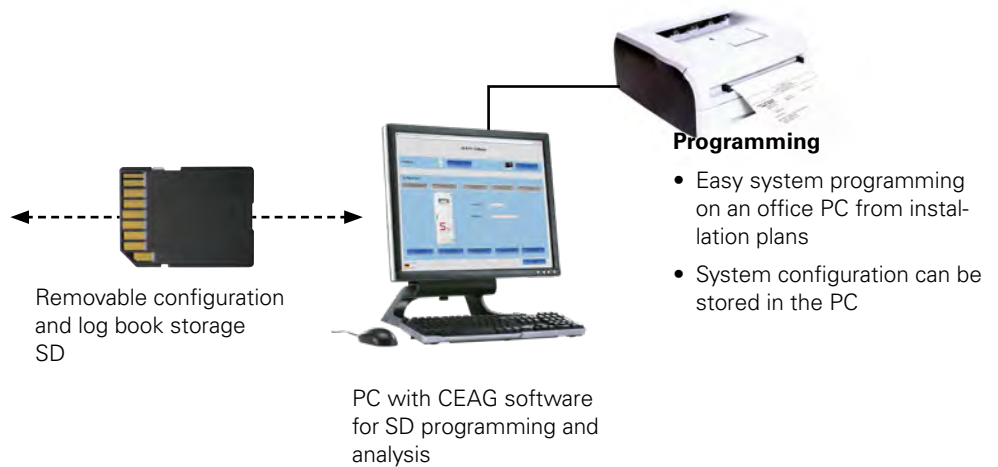 Programming
• Easy system programming
on an office PC from instal-
lation plans
• System configuration can be
stored in the PC
Removable configuration
and log book storage
SD
PC with CEAG software
for SD programming and
analysis